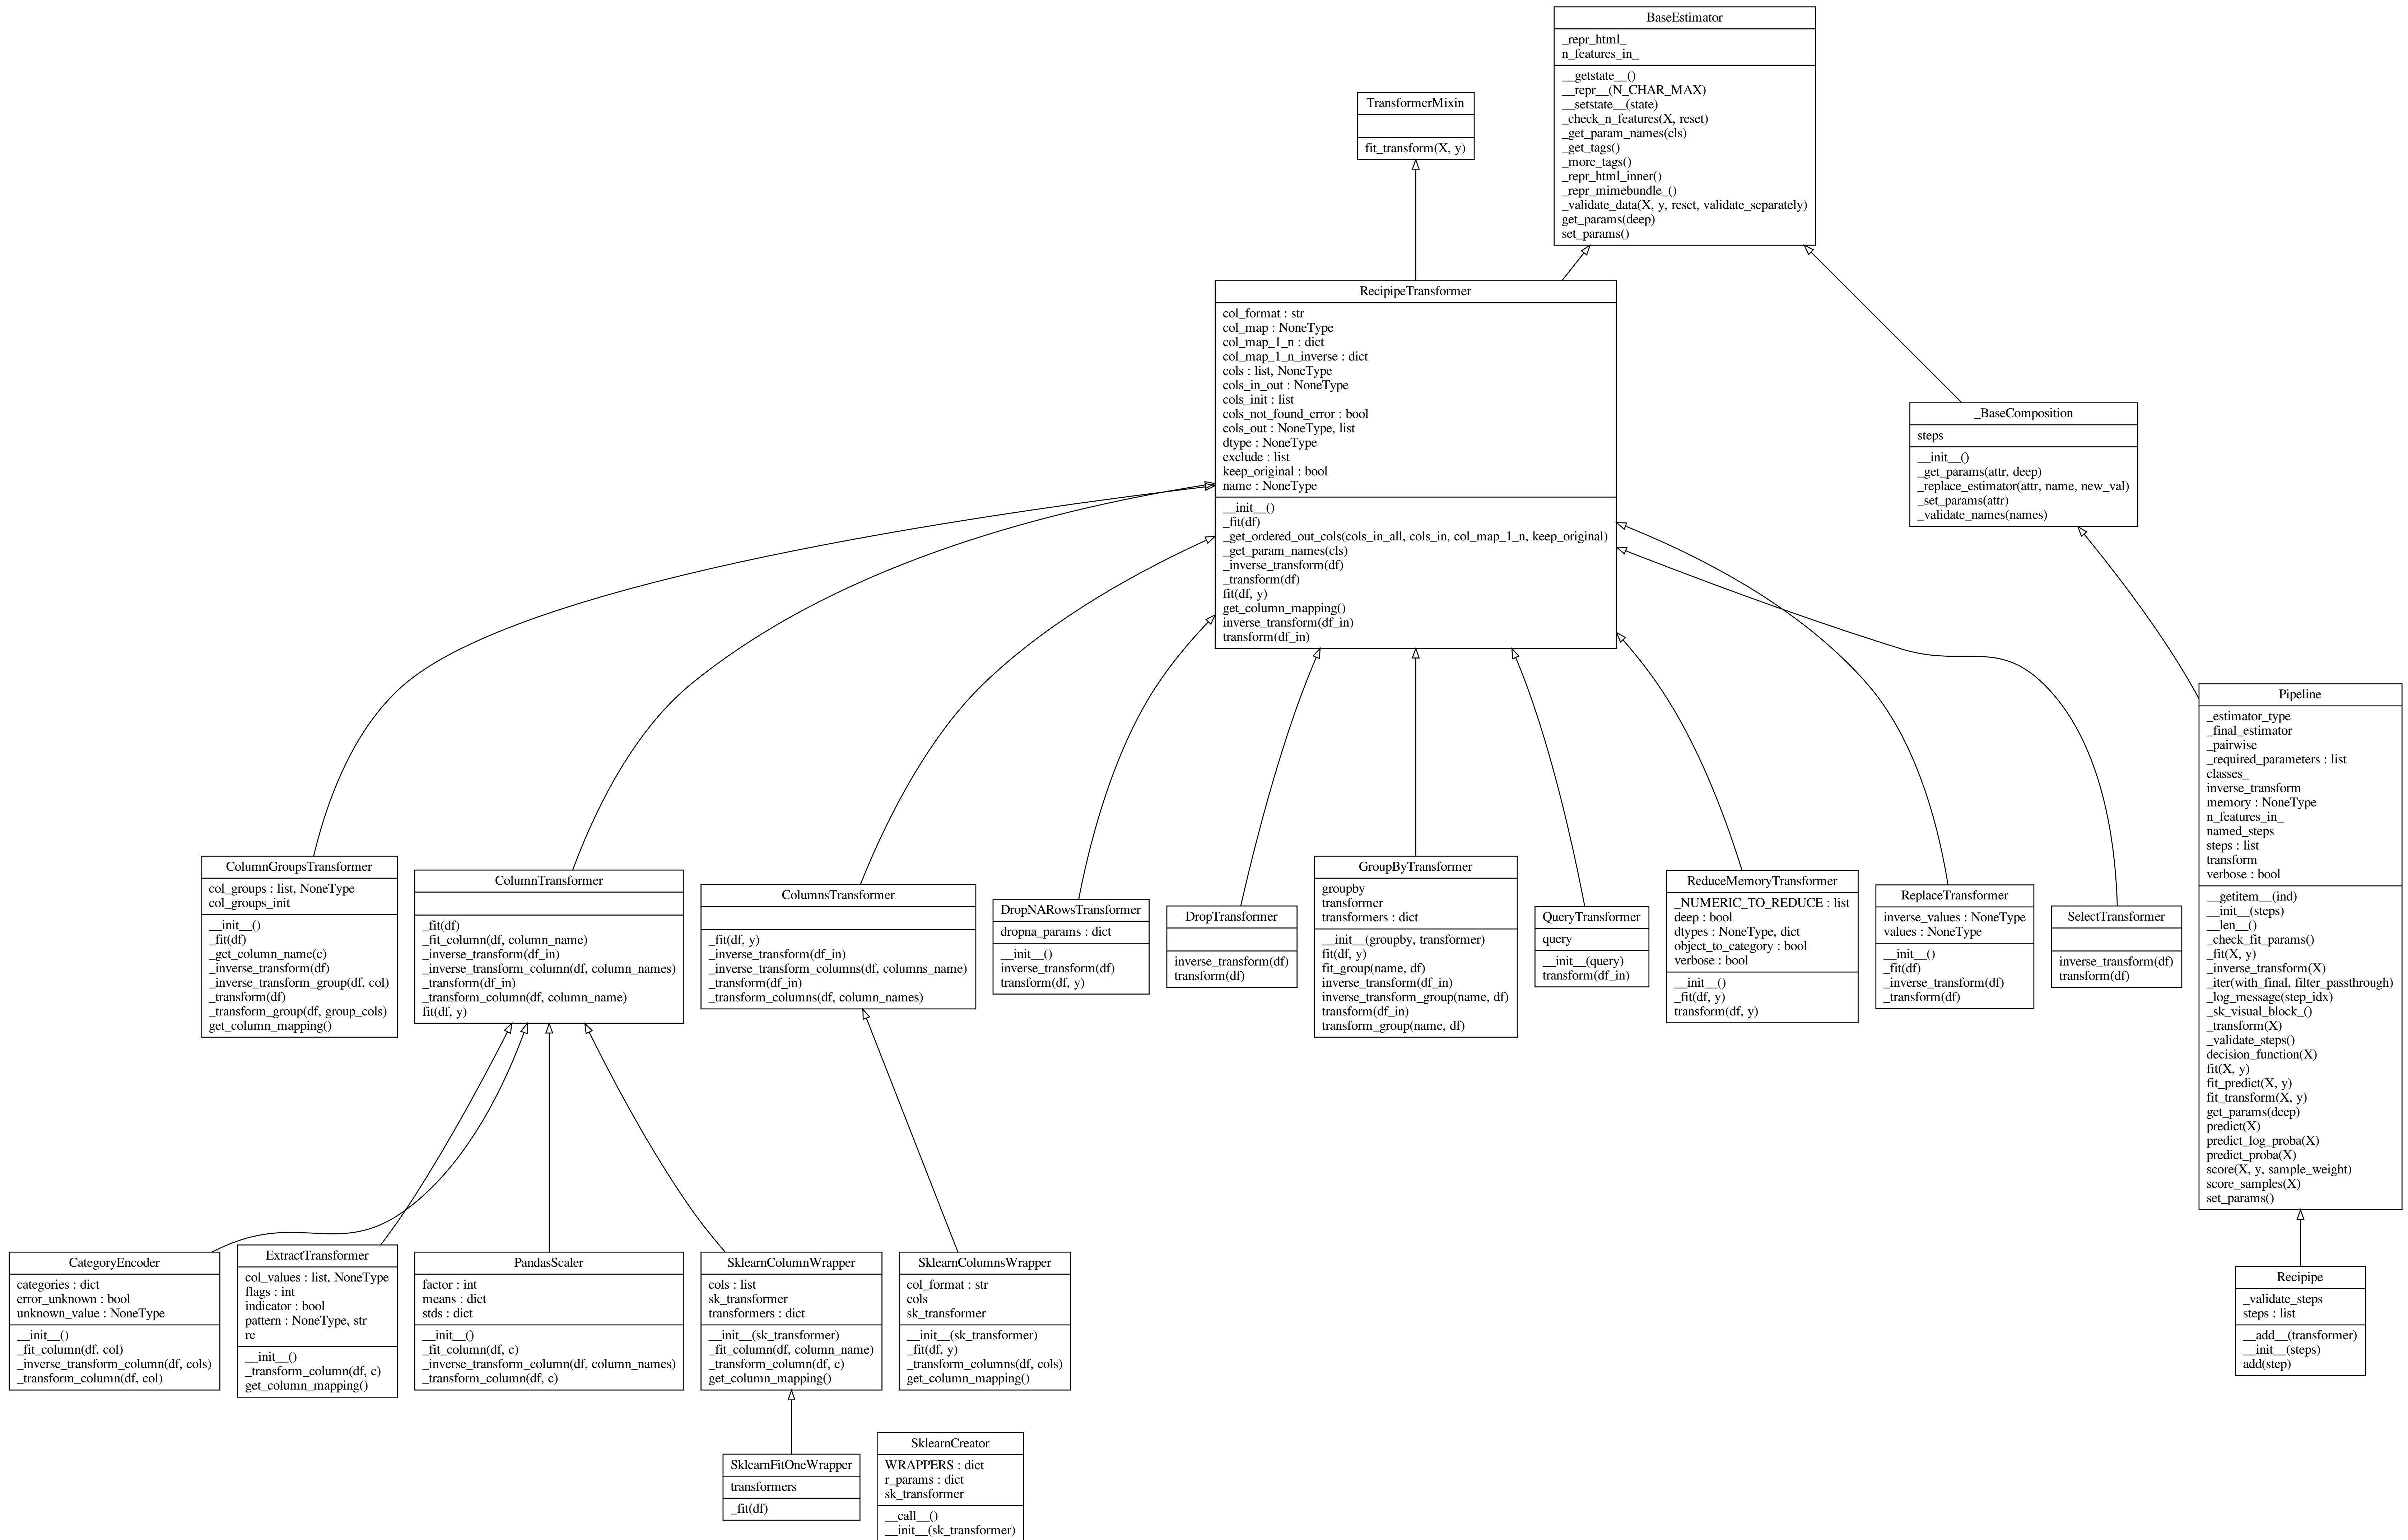 BaseEstimator
_repr_html_
n_features_in_
__getstate__()
__repr__(N_CHAR_MAX)
__setstate__(state)
_check_n_features(X, reset)
_get_param_names(cls)
_get_tags()
_more_tags()
_repr_html_inner()
_repr_mimebundle_()
_validate_data(X, y, reset, validate_separately)
get_params(deep)
set_params()
TransformerMixin
fit_transform(X, y)
RecipipeTransformer
col_format : str
col_map : NoneType
col_map_1_n : dict
col_map_1_n_inverse : dict
cols : list, NoneType
cols_in_out : NoneType
cols_init : list
cols_not_found_error : bool
cols_out : NoneType, list
dtype : NoneType
exclude : list
keep_original : bool
name : NoneType
__init__()
_fit(df)
_get_ordered_out_cols(cols_in_all, cols_in, col_map_1_n, keep_original)
_get_param_names(cls)
_inverse_transform(df)
_transform(df)
fit(df, y)
get_column_mapping()
inverse_transform(df_in)
transform(df_in)
_BaseComposition
steps
__init__()
_get_params(attr, deep)
_replace_estimator(attr, name, new_val)
_set_params(attr)
_validate_names(names)
Pipeline
_estimator_type
_final_estimator
_pairwise
_required_parameters : list
classes_
inverse_transform
memory : NoneType
n_features_in_
named_steps
steps : list
transform
verbose : bool
__getitem__(ind)
__init__(steps)
__len__()
_check_fit_params()
_fit(X, y)
_inverse_transform(X)
_iter(with_final, filter_passthrough)
_log_message(step_idx)
_sk_visual_block_()
_transform(X)
_validate_steps()
decision_function(X)
fit(X, y)
fit_predict(X, y)
fit_transform(X, y)
get_params(deep)
predict(X)
predict_log_proba(X)
predict_proba(X)
score(X, y, sample_weight)
score_samples(X)
set_params()
ColumnGroupsTransformer
col_groups : list, NoneType
col_groups_init
__init__()
_fit(df)
_get_column_name(c)
_inverse_transform(df)
_inverse_transform_group(df, col)
_transform(df)
_transform_group(df, group_cols)
get_column_mapping()
ColumnTransformer
_fit(df)
_fit_column(df, column_name)
_inverse_transform(df_in)
_inverse_transform_column(df, column_names)
_transform(df_in)
_transform_column(df, column_name)
fit(df, y)
ColumnsTransformer
_fit(df, y)
_inverse_transform(df_in)
_inverse_transform_columns(df, columns_name)
_transform(df_in)
_transform_columns(df, column_names)
DropNARowsTransformer
dropna_params : dict
__init__()
inverse_transform(df)
transform(df, y)
DropTransformer
inverse_transform(df)
transform(df)
GroupByTransformer
groupby
transformer
transformers : dict
__init__(groupby, transformer)
fit(df, y)
fit_group(name, df)
inverse_transform(df_in)
inverse_transform_group(name, df)
transform(df_in)
transform_group(name, df)
QueryTransformer
query
__init__(query)
transform(df_in)
ReduceMemoryTransformer
_NUMERIC_TO_REDUCE : list
deep : bool
dtypes : NoneType, dict
object_to_category : bool
verbose : bool
__init__()
_fit(df, y)
transform(df, y)
ReplaceTransformer
inverse_values : NoneType
values : NoneType
__init__()
_fit(df)
_inverse_transform(df)
_transform(df)
SelectTransformer
inverse_transform(df)
transform(df)
CategoryEncoder
categories : dict
error_unknown : bool
unknown_value : NoneType
__init__()
_fit_column(df, col)
_inverse_transform_column(df, cols)
_transform_column(df, col)
ExtractTransformer
col_values : list, NoneType
flags : int
indicator : bool
pattern : NoneType, str
re
__init__()
_transform_column(df, c)
get_column_mapping()
PandasScaler
factor : int
means : dict
stds : dict
__init__()
_fit_column(df, c)
_inverse_transform_column(df, column_names)
_transform_column(df, c)
SklearnColumnWrapper
cols : list
sk_transformer
transformers : dict
__init__(sk_transformer)
_fit_column(df, column_name)
_transform_column(df, c)
get_column_mapping()
SklearnColumnsWrapper
col_format : str
cols
sk_transformer
__init__(sk_transformer)
_fit(df, y)
_transform_columns(df, cols)
get_column_mapping()
Recipipe
_validate_steps
steps : list
__add__(transformer)
__init__(steps)
add(step)
SklearnFitOneWrapper
transformers
_fit(df)
SklearnCreator
WRAPPERS : dict
r_params : dict
sk_transformer
__call__()
__init__(sk_transformer)